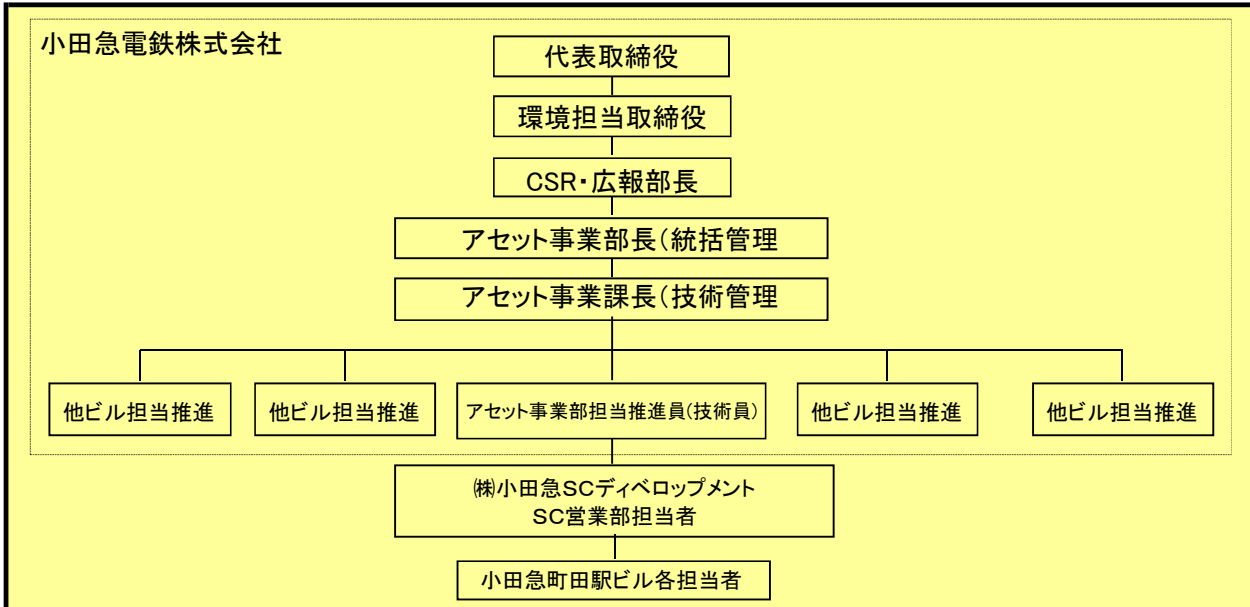 小田急電鉄株式会社
代表取締役
環境担当取締役
CSR・広報部長
アセット事業部長(統括管理
アセット事業課長(技術管理
他ビル担当推進
他ビル担当推進
アセット事業部担当推進員(技術員)
他ビル担当推進
他ビル担当推進
㈱小田急SCディベロップメント
SC営業部担当者
小田急町田駅ビル各担当者